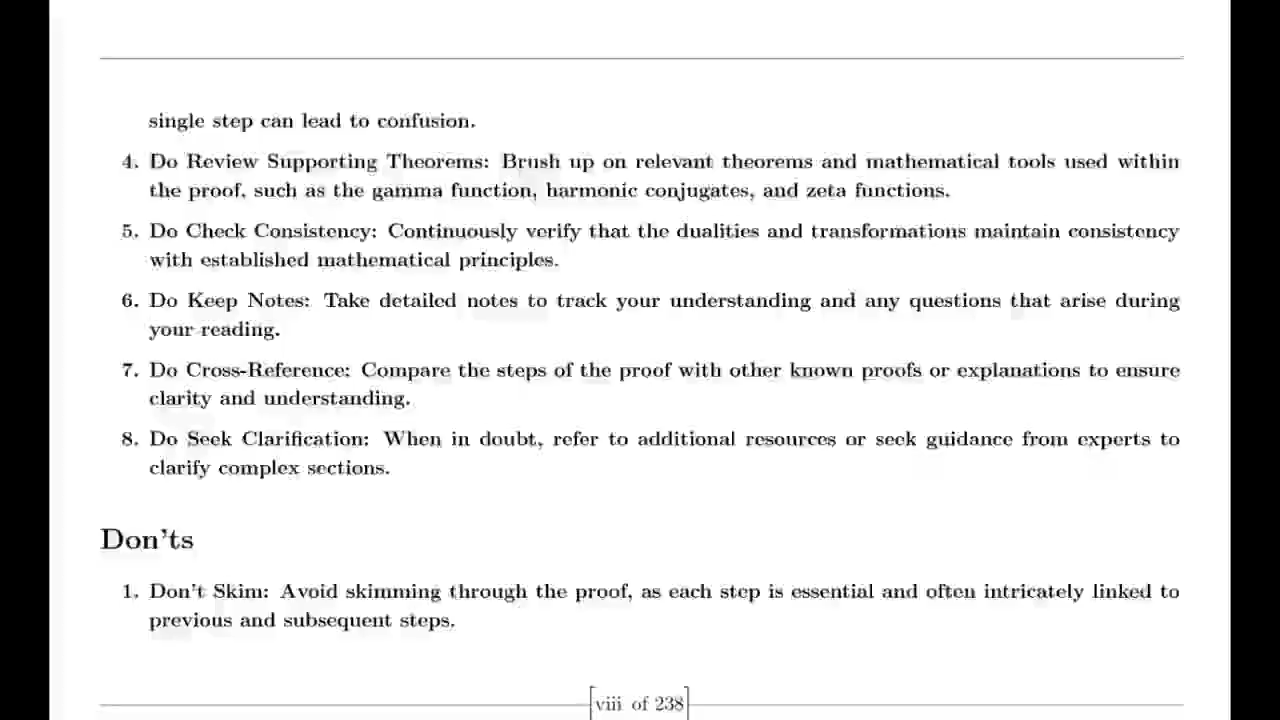 single step can lead to confusion.
4. Do Review Supporting Theorems: Brush up on relevant theorems and mathematical tools used within
the proof, such as the gamma function, harmonic conjugates, and zeta functions.
5. Do Check Consistency: Continuously verify that the dualities and transformations maintain consistency
with established mathematical principles.
6. Do Keep Notes: Take detailed notes to track your understanding and any questions that arise during
your reading.
7. Do Cross-Reference: Compare the steps of the proof with other known proofs or explanations to ensure
clarity and understanding.
8. Do Seek Clarification: When in doubt, refer to additional resources or seek guidance from experts to
clarify complex sections.
Don'ts
1. Don't Skim: Avoid skimming through the proof, as each step is essential and often intricately linked to
previous and subsequent steps.
viii of 238